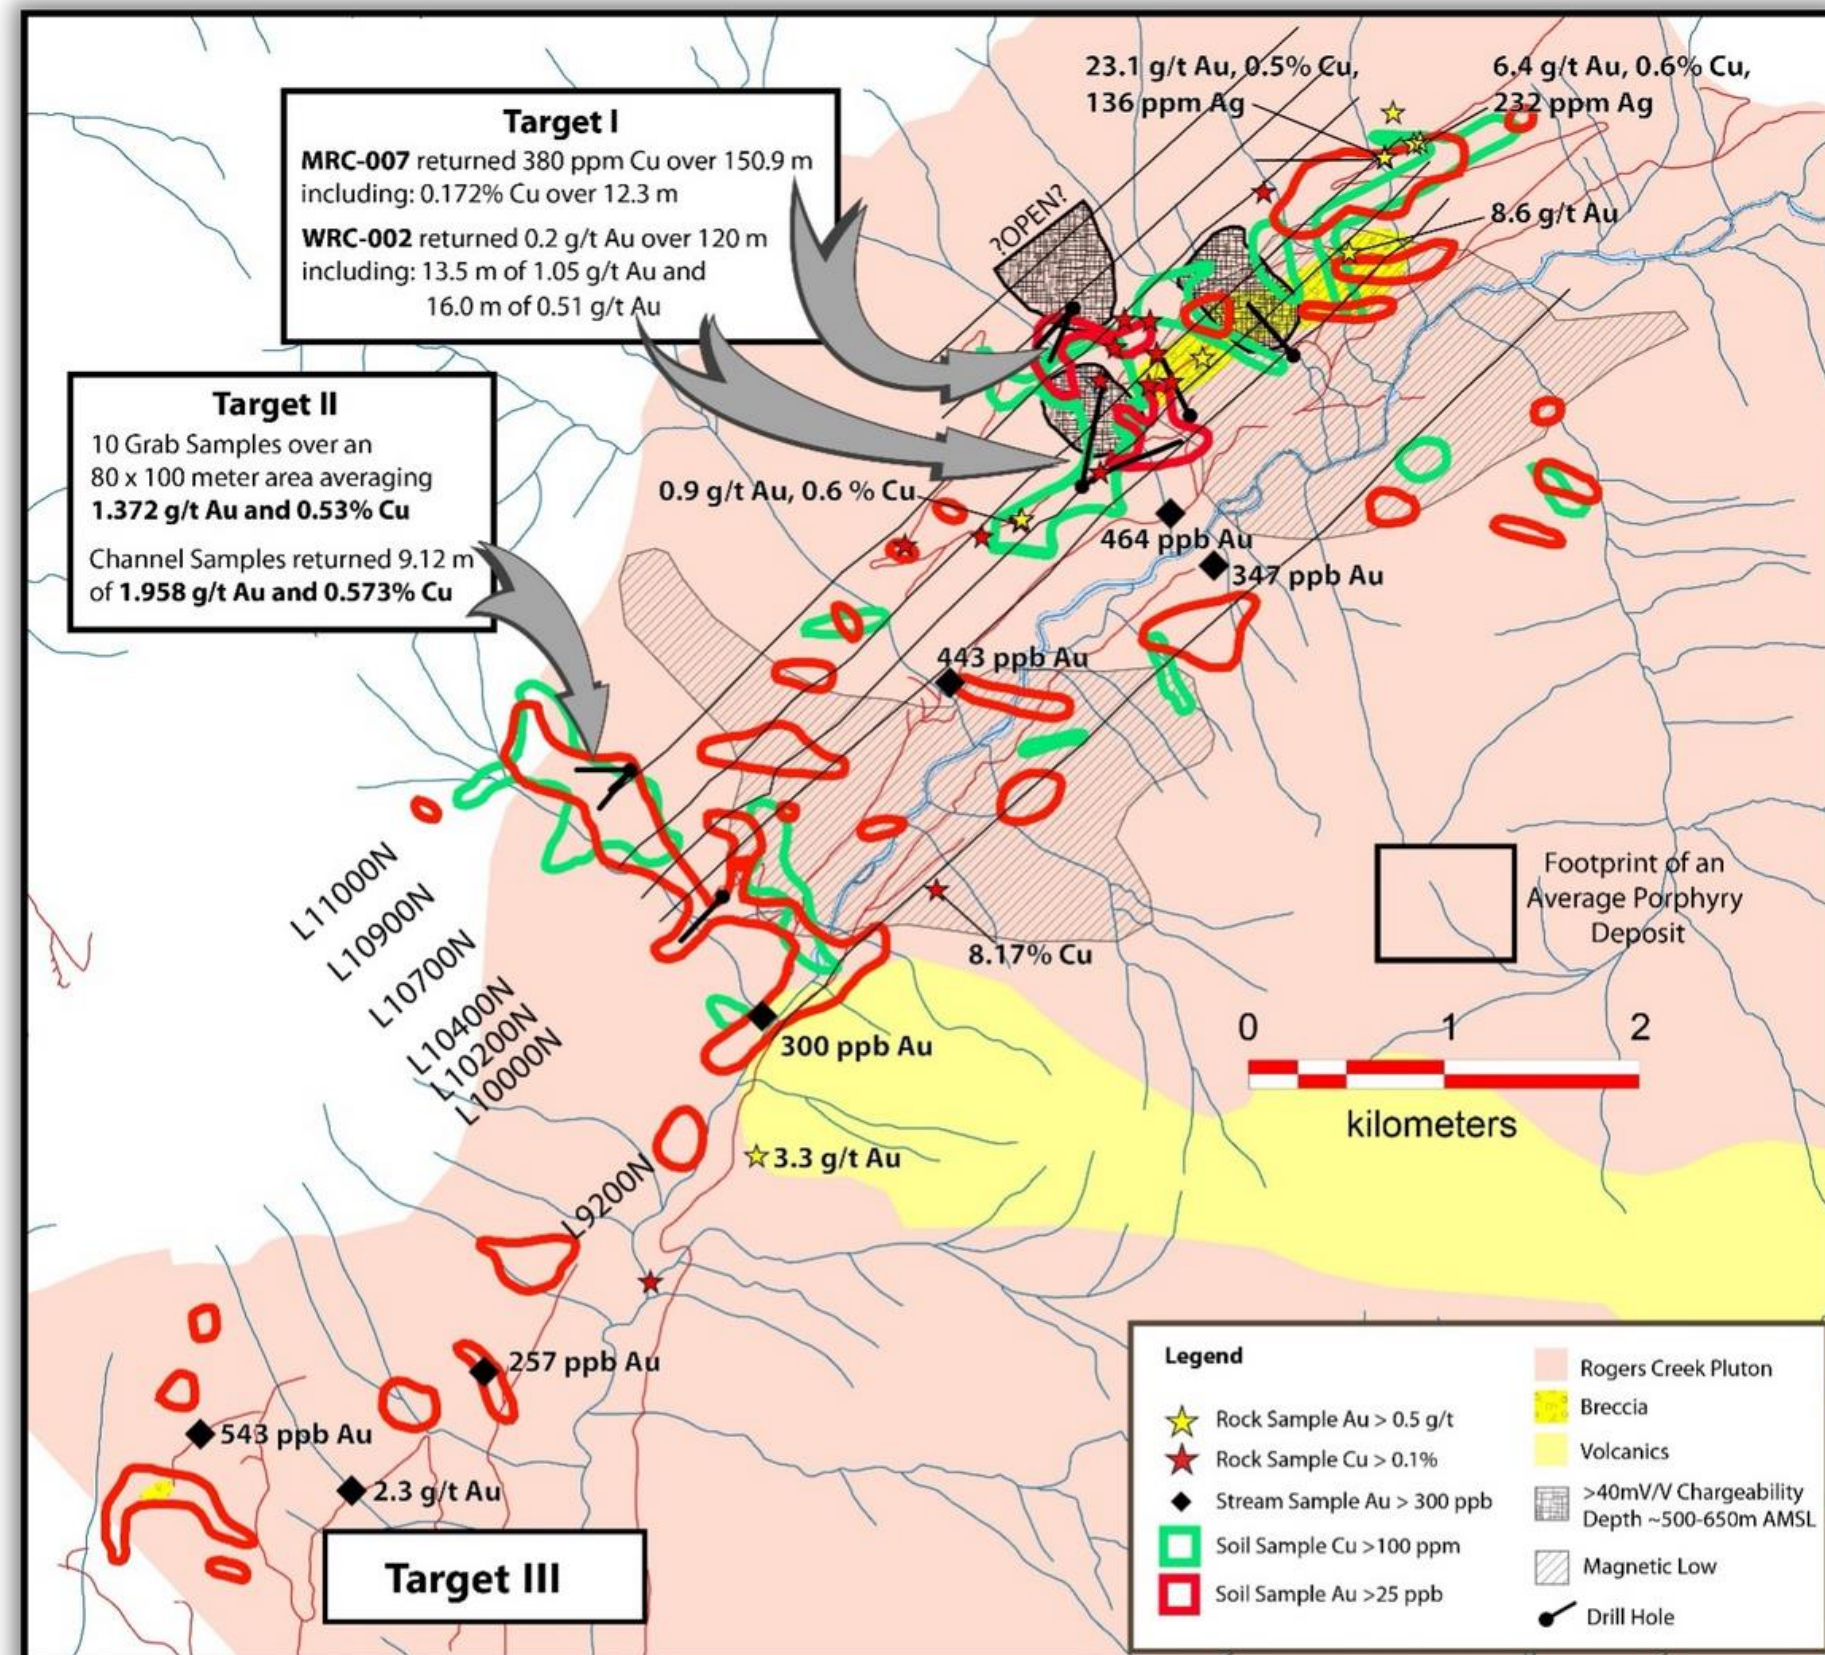 23.1 g/t Au, 0.5% Cu,
136 ppm Ag
6.4 g/t Au, 0.6% Cu,
232 ppm Ag
Target I
MRC-007 returned 380 ppm Cu over 150.9 m
including: 0.172% Cu over 12.3 m
WRC-002 returned 0.2 g/t Au over 120 m
including: 13.5 m of 1.05 g/t Au and
16.0 m of 0.51 g/t Au
?OPEN?
8.6 g/t Au
Target II
10 Grab Samples over an
80 x 100 meter area averaging
1.372 g/t Au and 0.53% Cu
Channel Samples returned 9.12 m
of 1.958 g/t Au and 0.573% Cu
0.9 g/t Au, 0.6 % Cu
464 ppb Au
347 ppb Au
443 ppb Au
L11000N
L10900N
L10700N
L10400N
L10200N
L10000N
8.17% Cu
Footprint of an
Average Porphyry
Deposit
0 1 2
kilometers
300 ppb Au
3.3 g/t Au
L9200N
257 ppb Au
543 ppb Au
2.3 g/t Au
Target III
Legend
Rock Sample Au > 0.5 g/t
Rock Sample Cu > 0.1%
Stream Sample Au > 300 ppb
Soil Sample Cu >100 ppm
Soil Sample Au >25 ppb
Rogers Creek Pluton
Breccia
Volcanics
>40mV/V Chargeability
Depth ~500-650m AMSL
Magnetic Low
Drill Hole